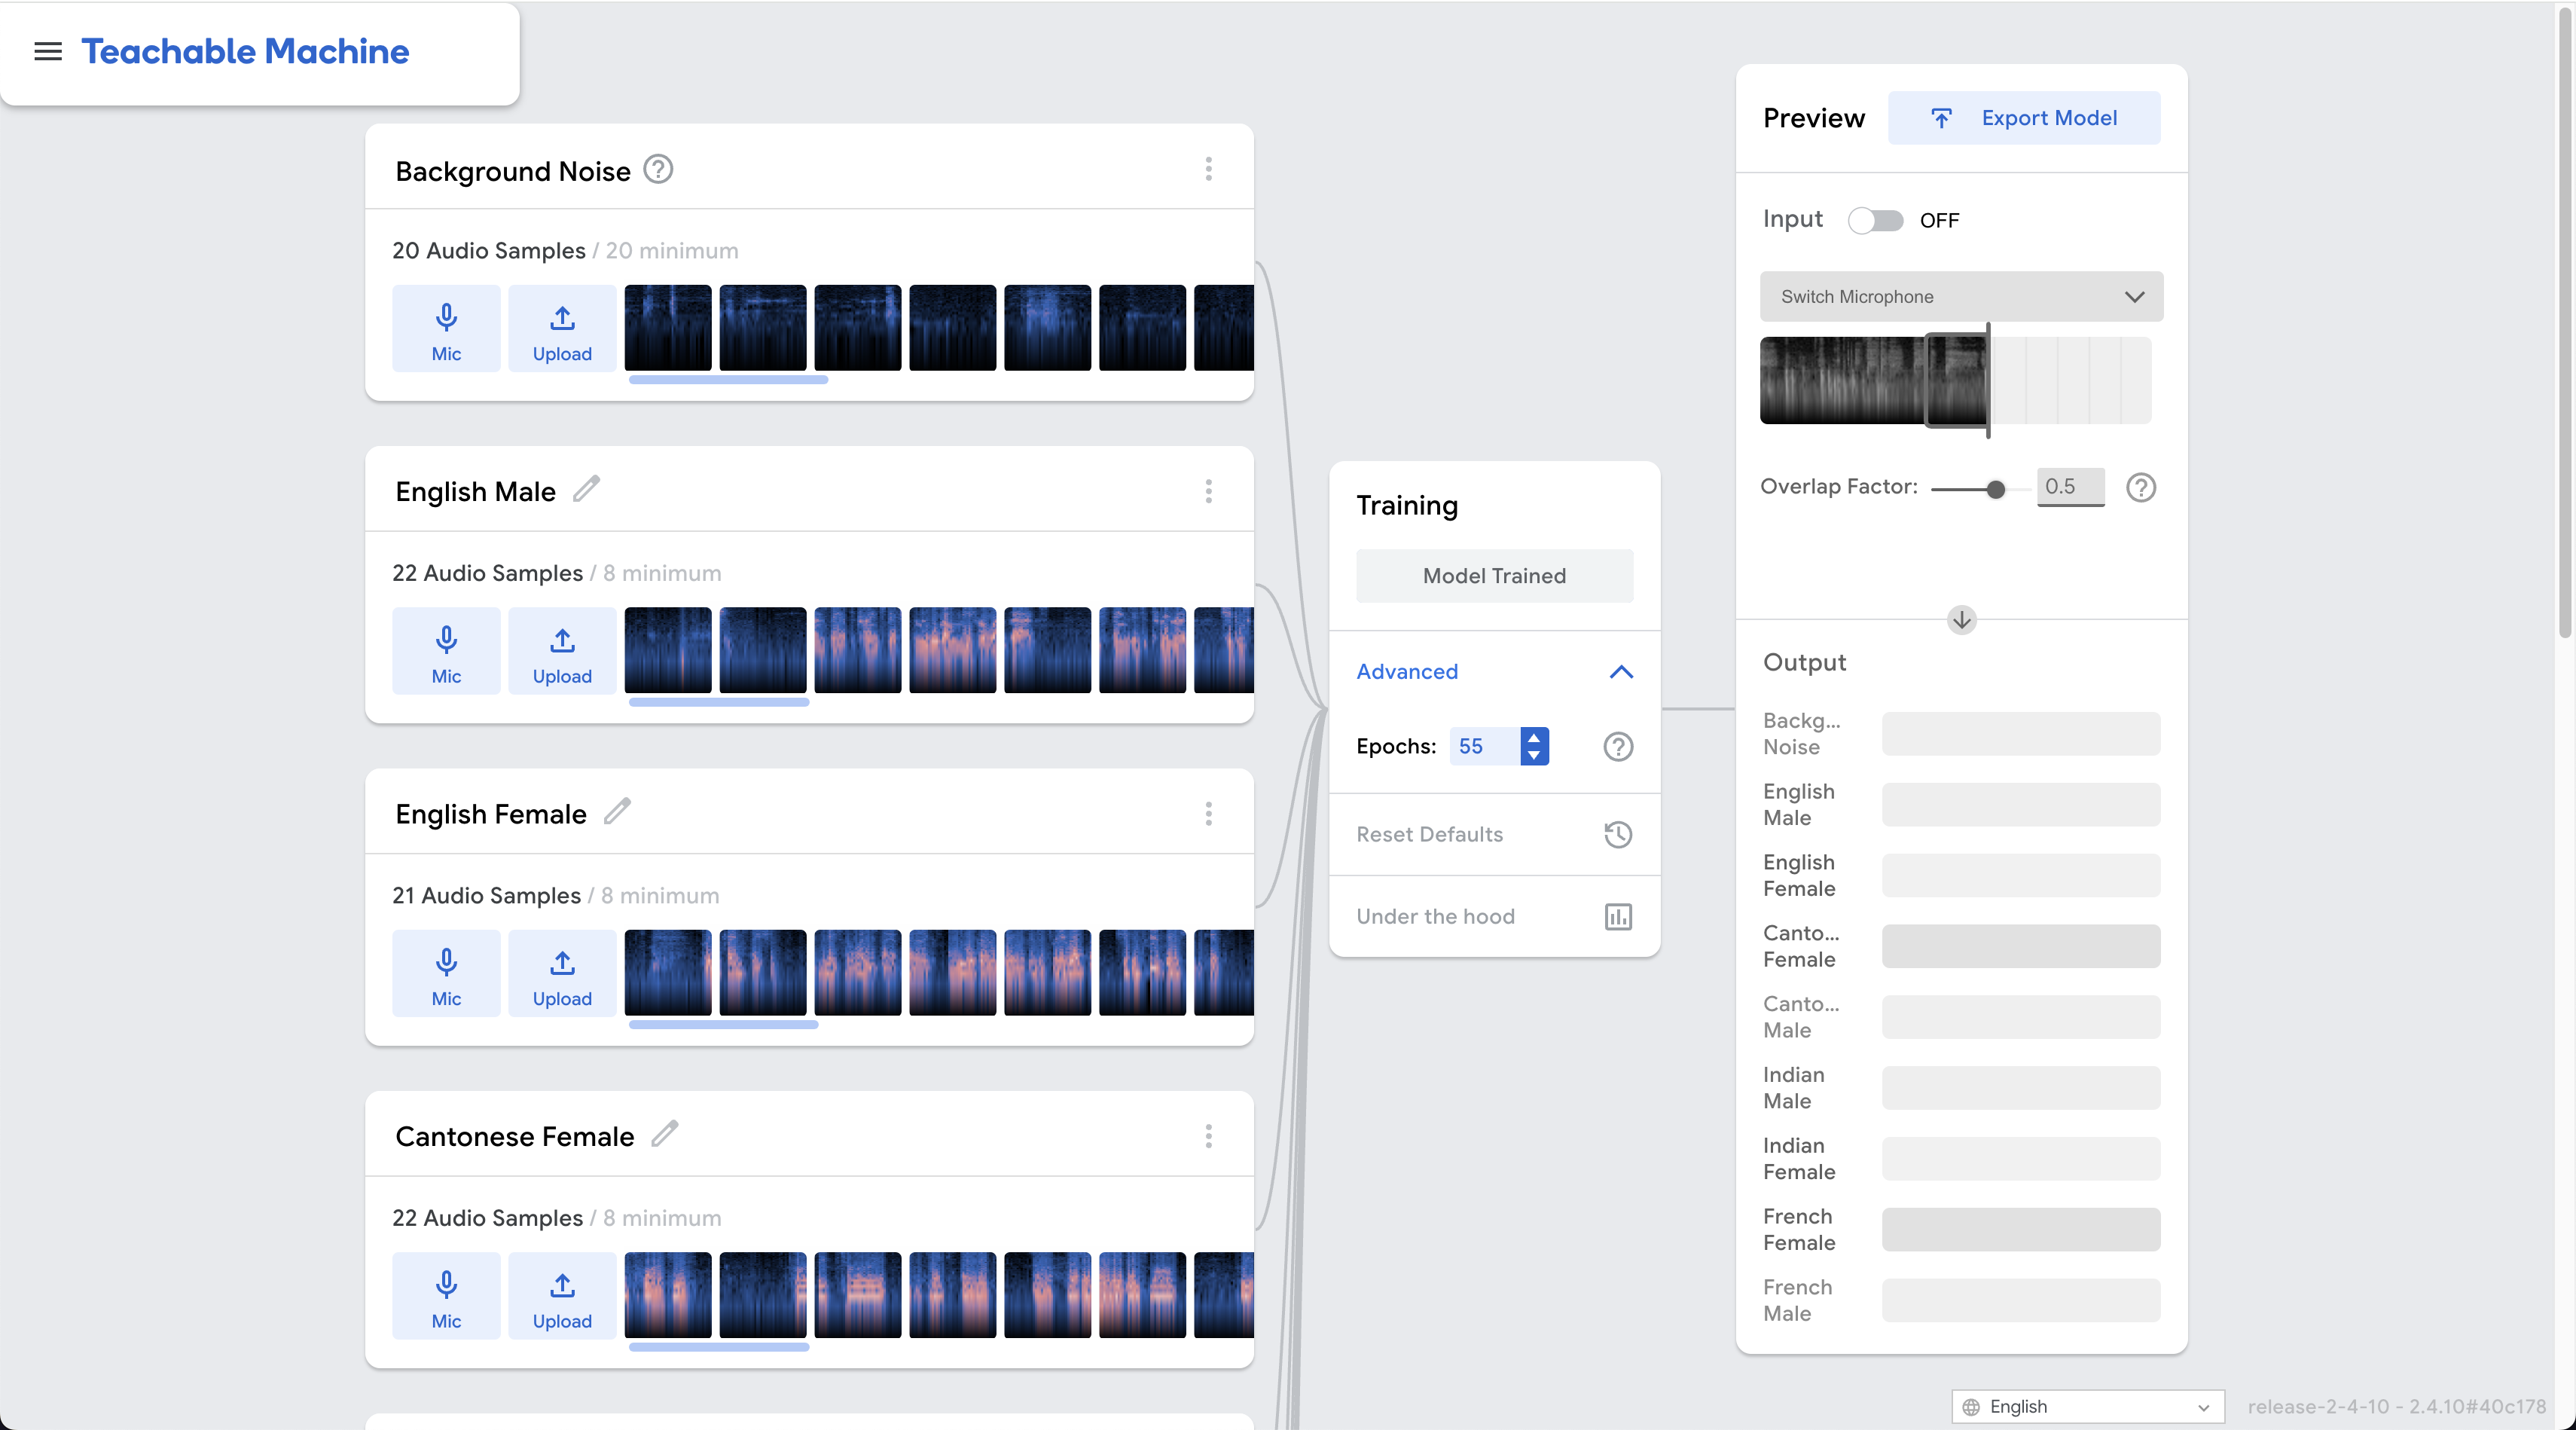 Teachable Machine
Background Noise
20 Audio Samples / 20 minimum
Mic
Upload
English Male
22 Audio Samples / 8 minimum
Mic
Upload
English Female
21 Audio Samples / 8 minimum
Mic
Upload
Cantonese Female
22 Audio Samples / 8 minimum
Mic
Upload
Training
Model Trained
Advanced
Epochs: 55
Reset Defaults
Under the hood
Preview
Export Model
Input OFF
Switch Microphone
Overlap Factor: 0.5
Output
Backg...
Noise
English
Male
English
Female
Canto...
Female
Canto...
Male
Indian
Male
Indian
Female
French
Female
French
Male
English
release-2-4-10 - 2.4.10#40c178